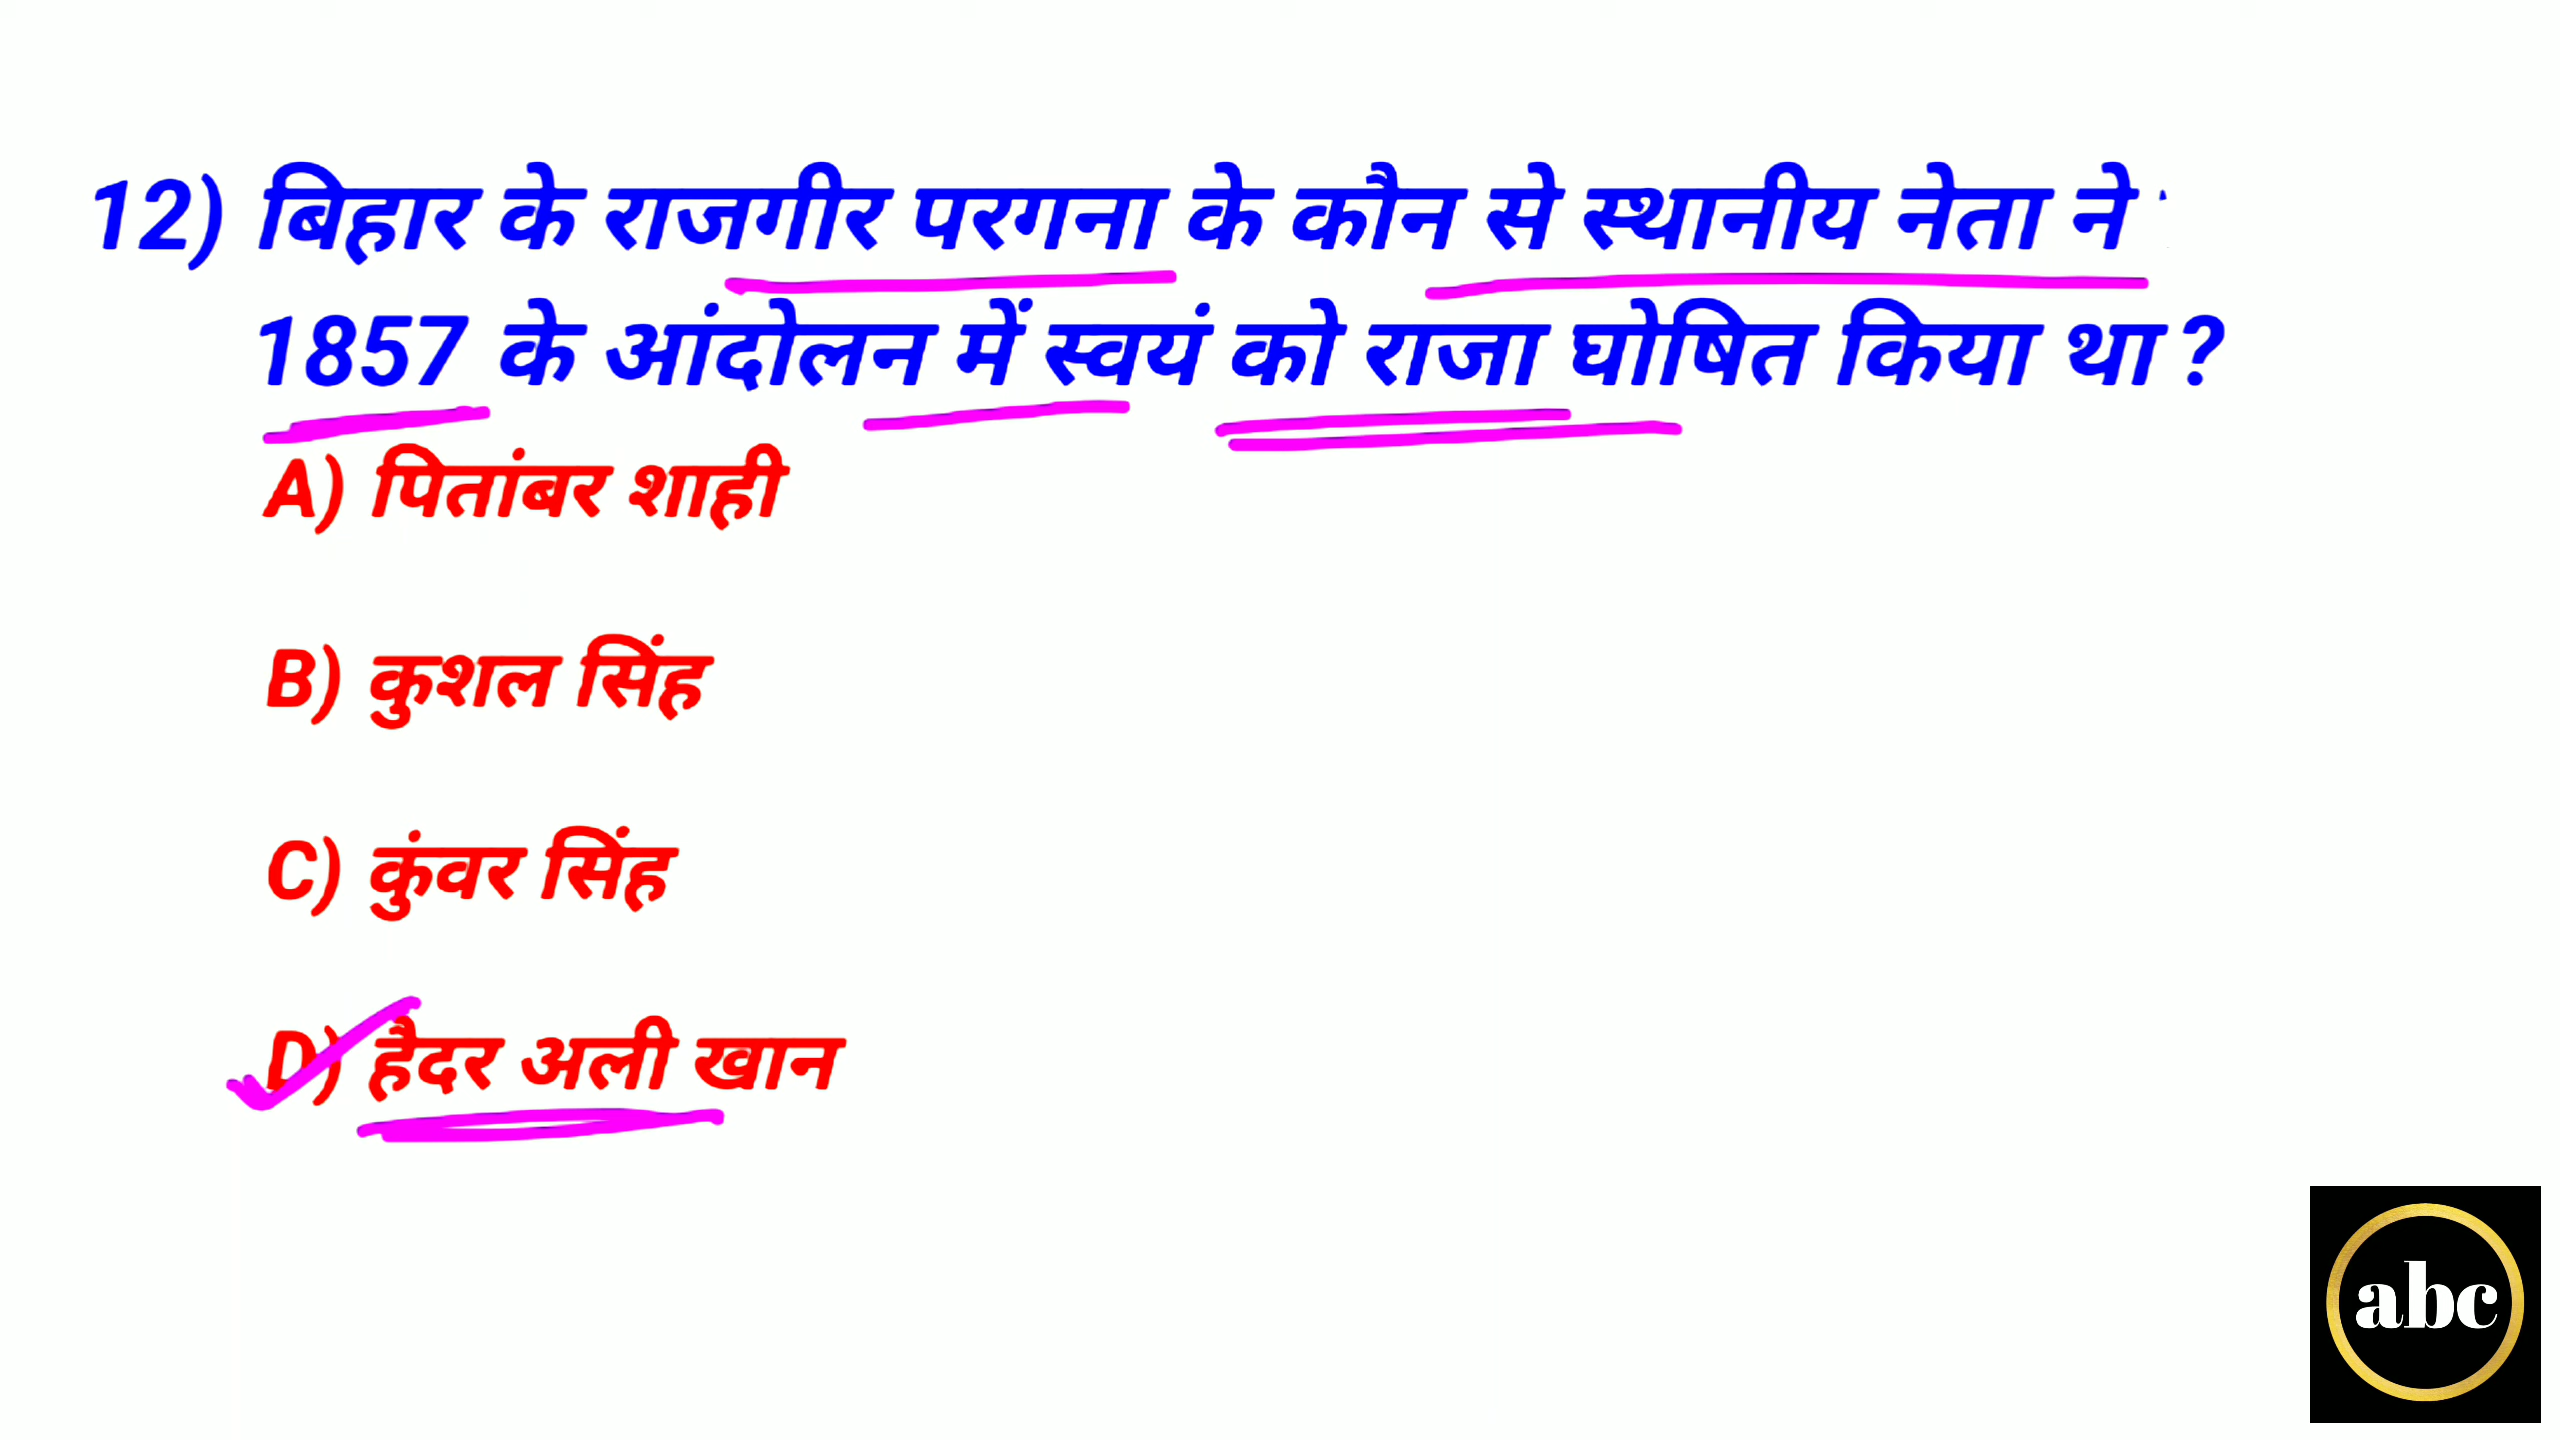 12) बिहार के राजगीर परगना के कौन से स्थानीय नेता ने
1857 के आंदोलन में स्वयं को राजा घोषित किया था?
A) पितांबर शाही
B) कुशल सिंह
C) कुंवर सिंह
D) हैदर अली खान
abc